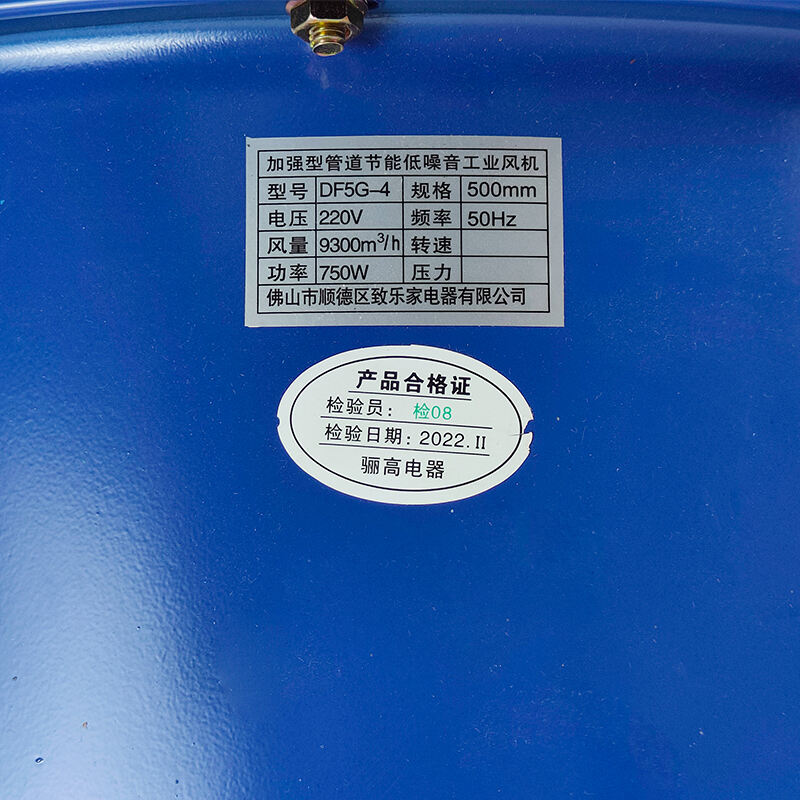 加强型管道节能低噪音工业风机
型号 DF5G-4 规格 500mm
电压 220V 频率 50Hz
风量 9300m³/h 转速
功率 750W 压力
佛山市顺德区致乐家电器有限公司
产品合格证
检验员: 检08
检验日期: 2022.II
骊高电器